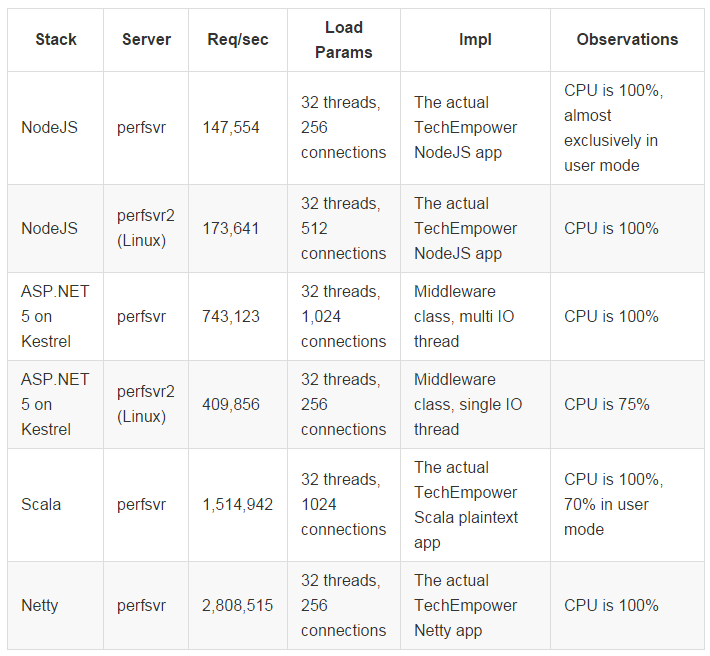 Stack Server Req/sec Load Params Impl Observations
NodeJS perfsvr 147,554 32 threads, 256 connections The actual TechEmpower NodeJS app CPU is 100%, almost exclusively in user mode
NodeJS perfsvr2 (Linux) 173,641 32 threads, 512 connections The actual TechEmpower NodeJS app CPU is 100%
ASP.NET 5 on Kestrel perfsvr 743,123 32 threads, 1,024 connections Middleware class, multi IO thread CPU is 100%
ASP.NET 5 on Kestrel perfsvr2 (Linux) 409,856 32 threads, 256 connections Middleware class, single IO thread CPU is 75%
Scala perfsvr 1,514,942 32 threads, 1024 connections The actual TechEmpower Scala plaintext app CPU is 100%, 70% in user mode
Netty perfsvr 2,808,515 32 threads, 256 connections The actual TechEmpower Netty app CPU is 100%